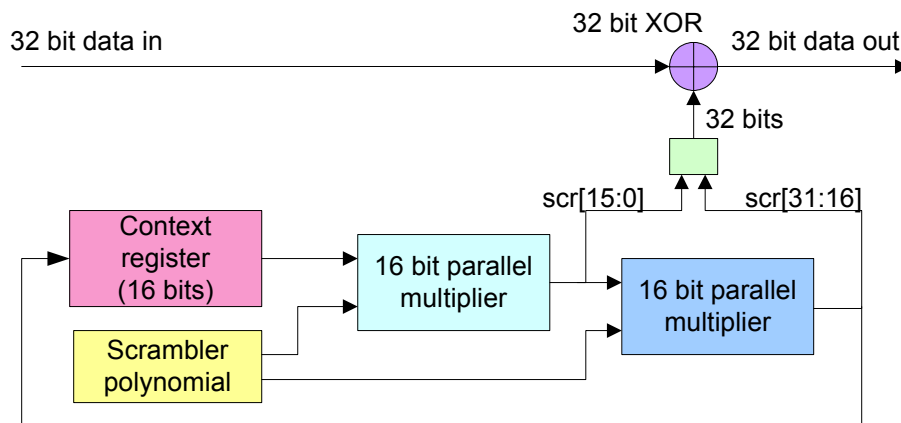 32 bit data in
32 bit XOR
32 bit data out
32 bits
scr[15:0]
scr[31:16]
Context
register
(16 bits)
16 bit parallel
multiplier
16 bit parallel
multiplier
Scrambler
polynomial